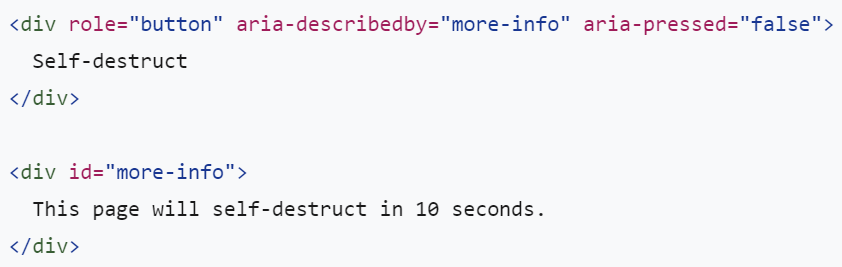 <div role="button" aria-describedby="more-info" aria-pressed="false">
  Self-destruct
</div>

<div id="more-info">
  This page will self-destruct in 10 seconds.
</div>